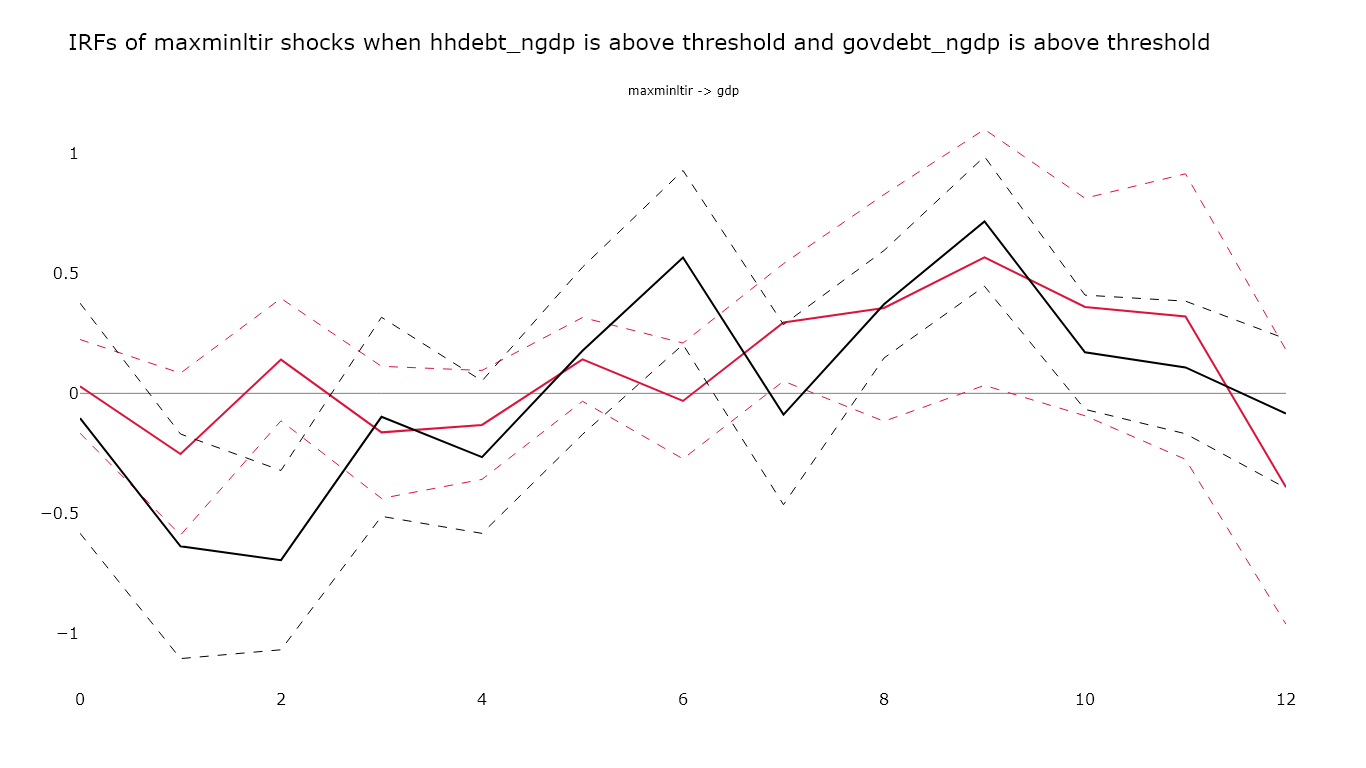 IRFs of maxminltir shocks when hhdebt_ngdp is above threshold and govdebt_ngdp is above threshold
maxminltir -> gdp
1
0.5
0
−0.5
−1
0 2 4 6 8 10 12